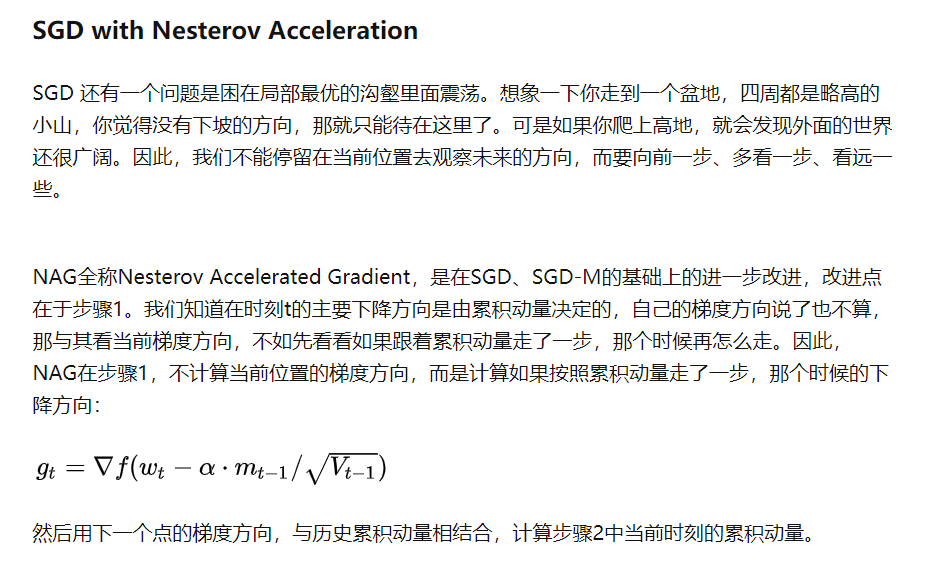 SGD with Nesterov Acceleration
SGD 还有一个问题是困在局部最优的沟壑里面震荡。想象一下你走到一个盆地，四周都是略高的
小山，你觉得没有下坡的方向，那就只能待在这里了。可是如果你爬上高地，就会发现外面的世界
还很广阔。因此，我们不能停留在当前位置去观察未来的方向，而要向前一步、多看一步、看远一
些。
NAG全称Nesterov Accelerated Gradient，是在SGD、SGD-M的基础上的进一步改进，改进点
在于步骤1。我们知道在时刻t的主要下降方向是由累积动量决定的，自己的梯度方向说了也不算，
那与其看当前梯度方向，不如先看看如果跟着累积动量走了一步，那个时候再怎么走。因此，
NAG在步骤1，不计算当前位置的梯度方向，而是计算如果按照累积动量走了一步，那个时候的下
降方向：
g_t = ∇f(w_t − α · m_{t−1} / √V_{t−1})
然后用下一个点的梯度方向，与历史累积动量相结合，计算步骤2中当前时刻的累积动量。